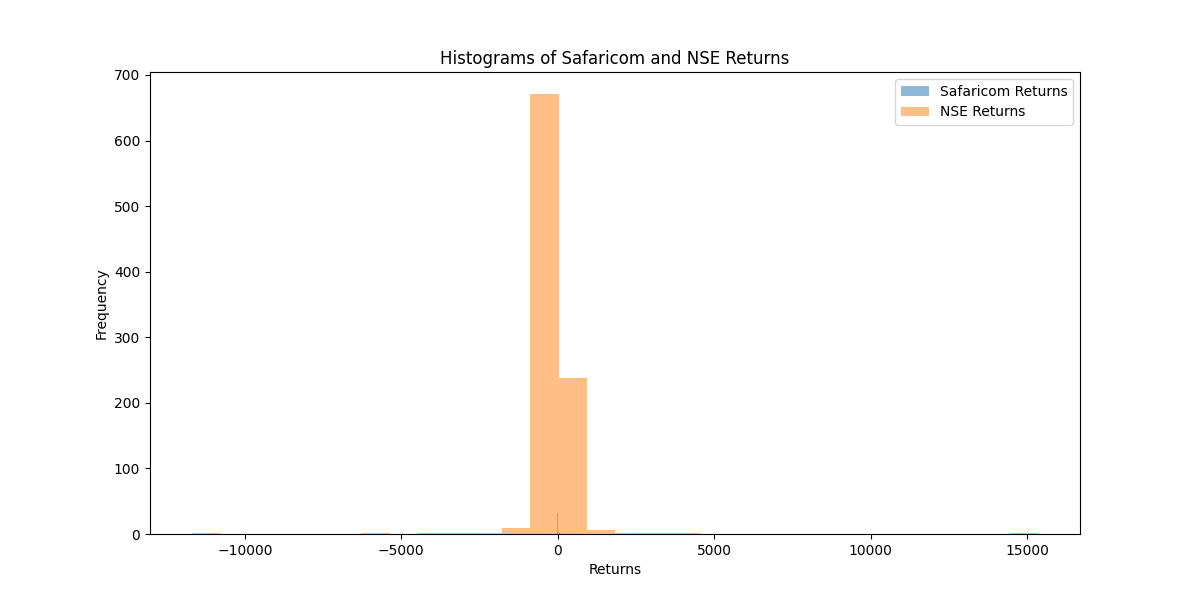 Histograms of Safaricom and NSE Returns
Safaricom Returns
NSE Returns
700
600
500
400
300
200
100
0
Frequency
−10000
−5000
0
5000
10000
15000
Returns